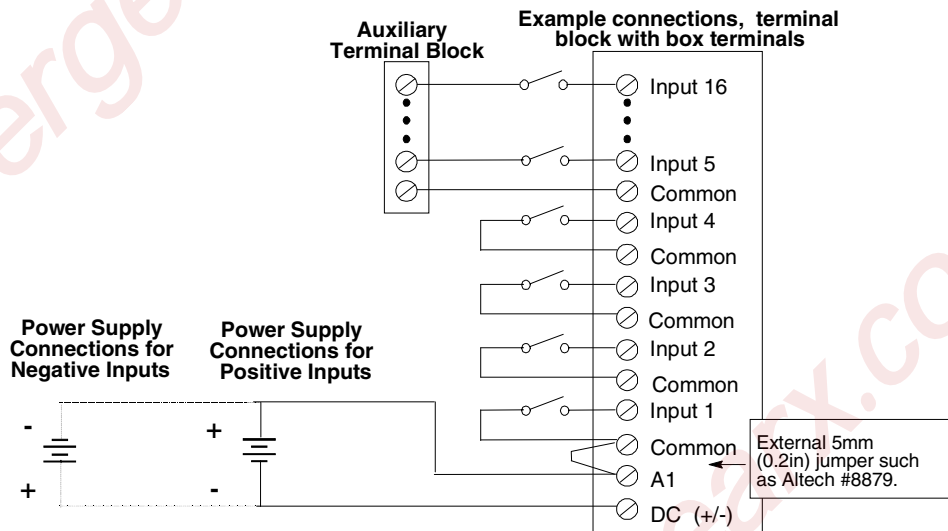 Auxiliary
Terminal Block
Example connections, terminal
block with box terminals
Input 16
Input 5
Common
Input 4
Common
Input 3
Common
Input 2
Common
Input 1
Common
A1
DC (+/-)
External 5mm
(0.2in) jumper such
as Altech #8879.
Power Supply
Connections for
Negative Inputs
Power Supply
Connections for
Positive Inputs
-
+
+
-